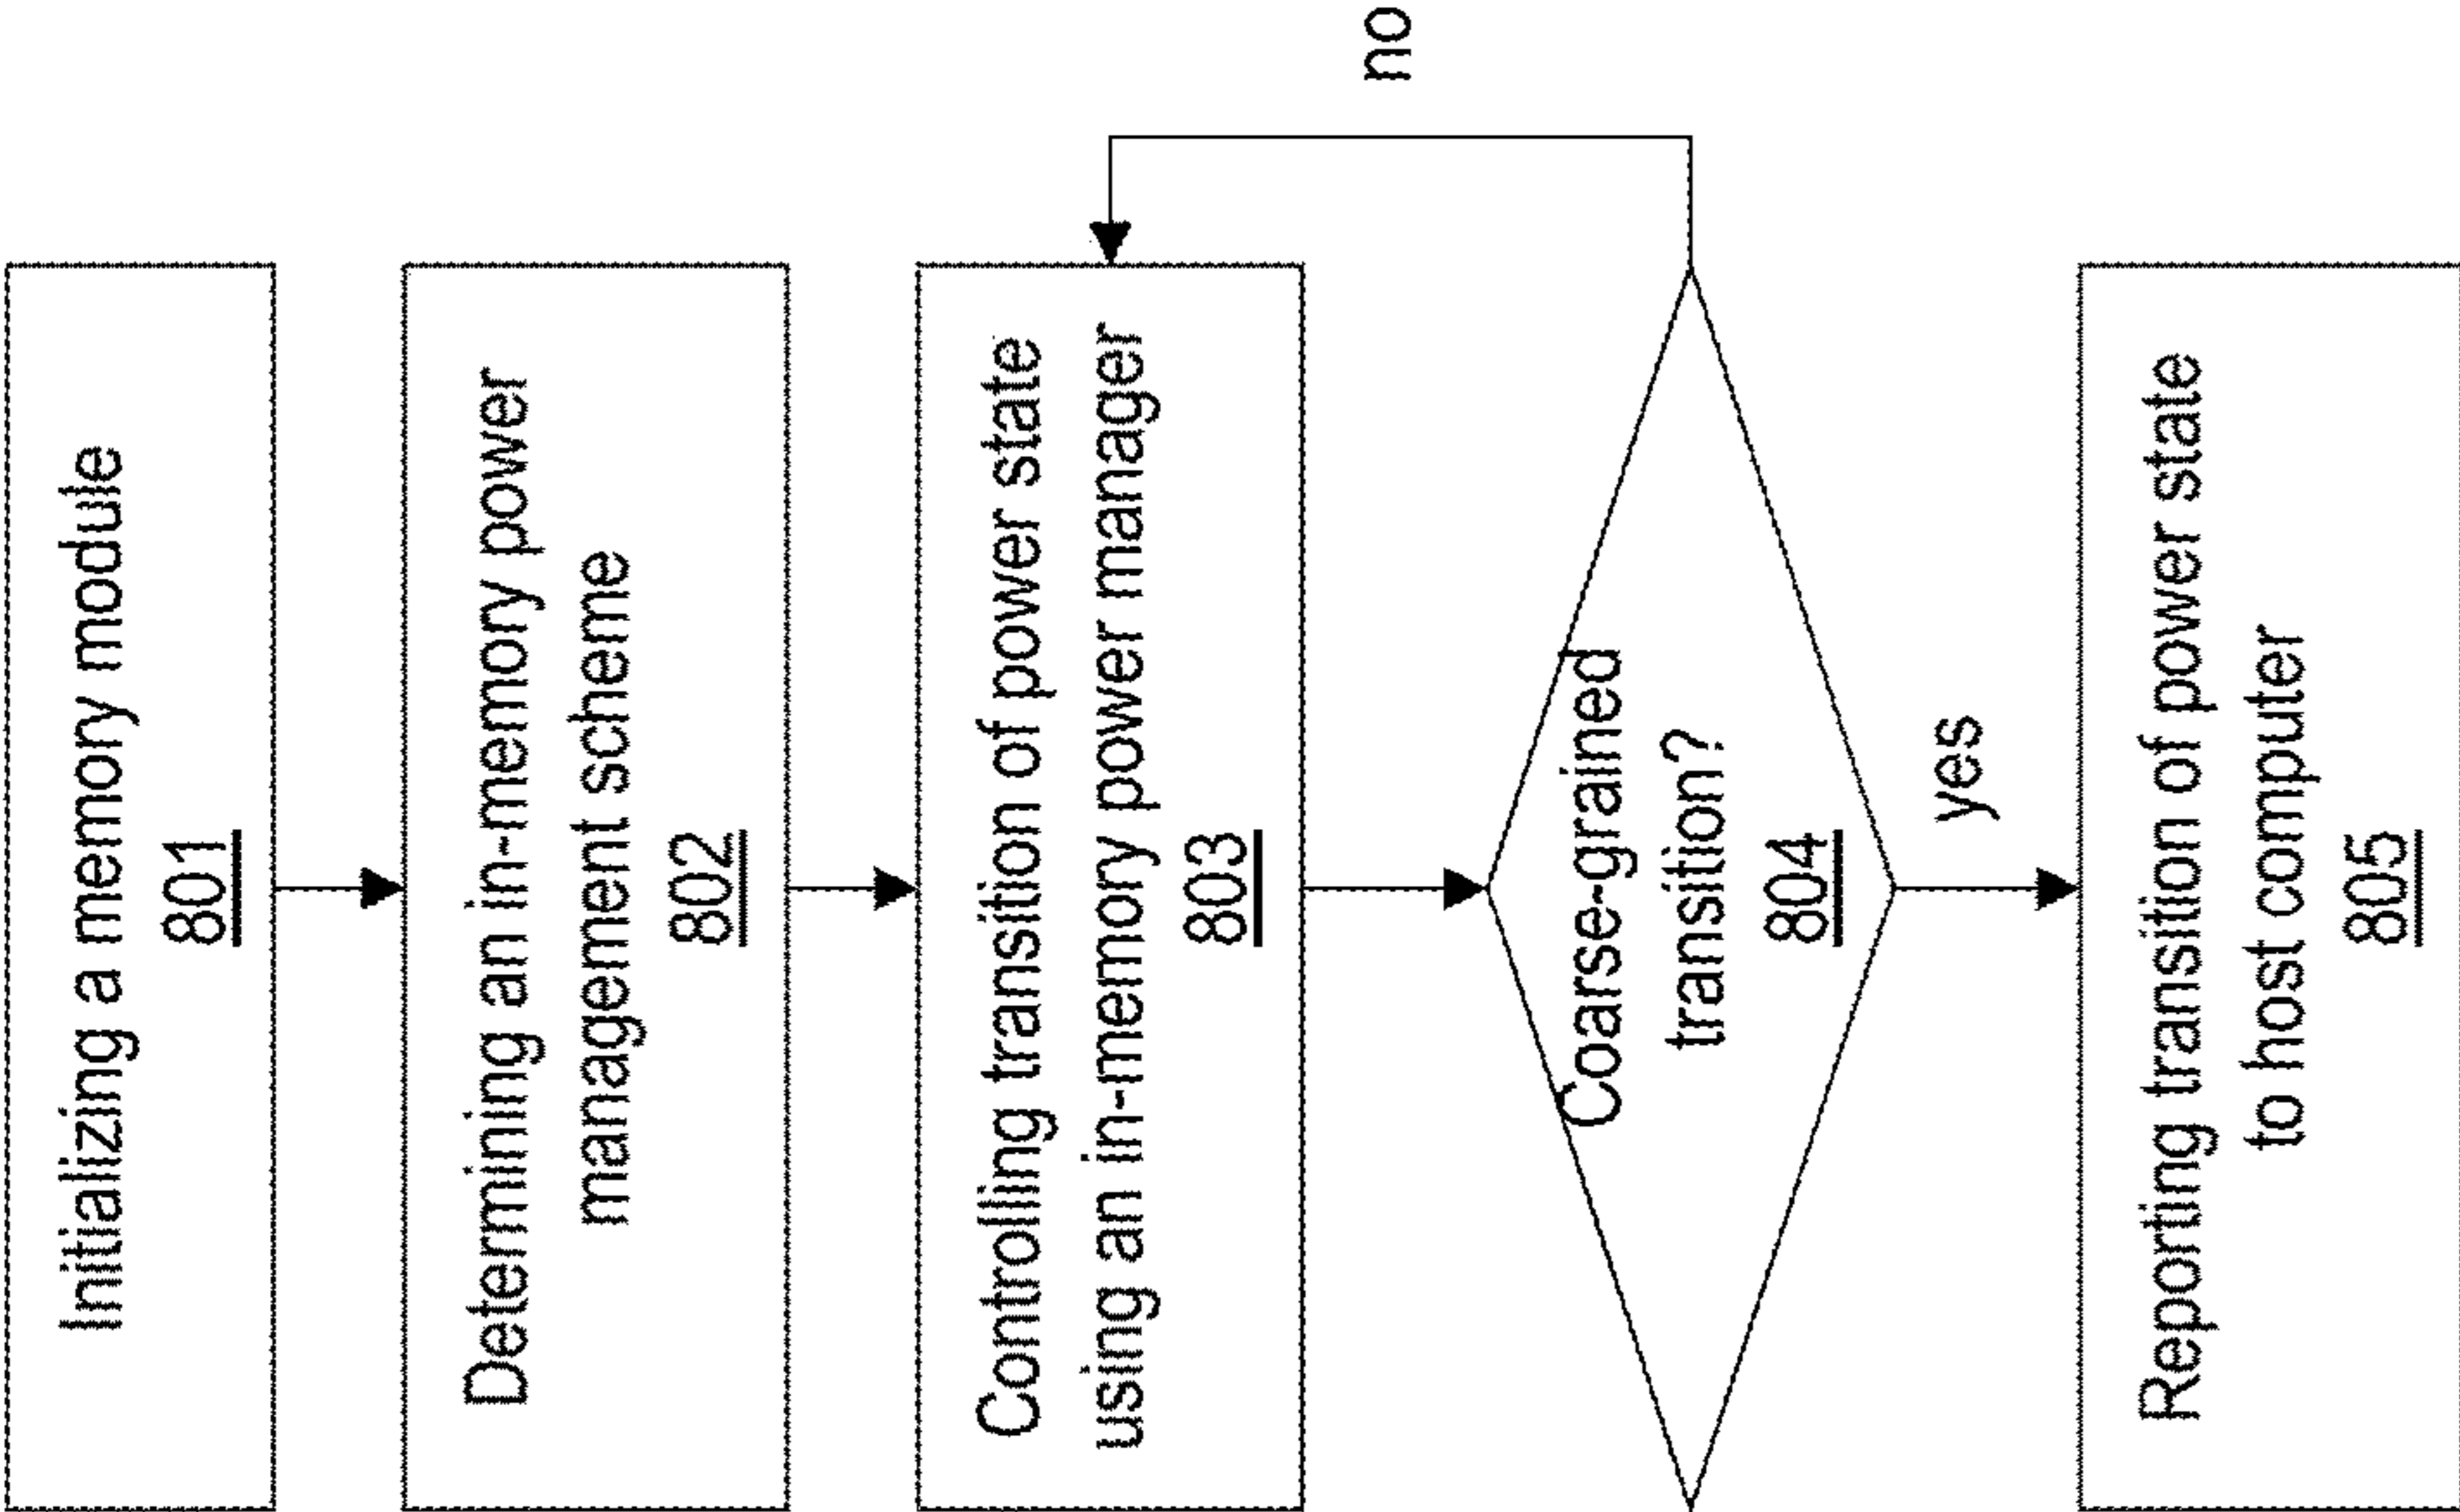 Initializing a memory module
801
Determining an in-memory power
management scheme
802
Controlling transition of power state
using an in-memory power manager
803
Coarse-grained
transition?
804
no
yes
Reporting transition of power state
to host computer
805